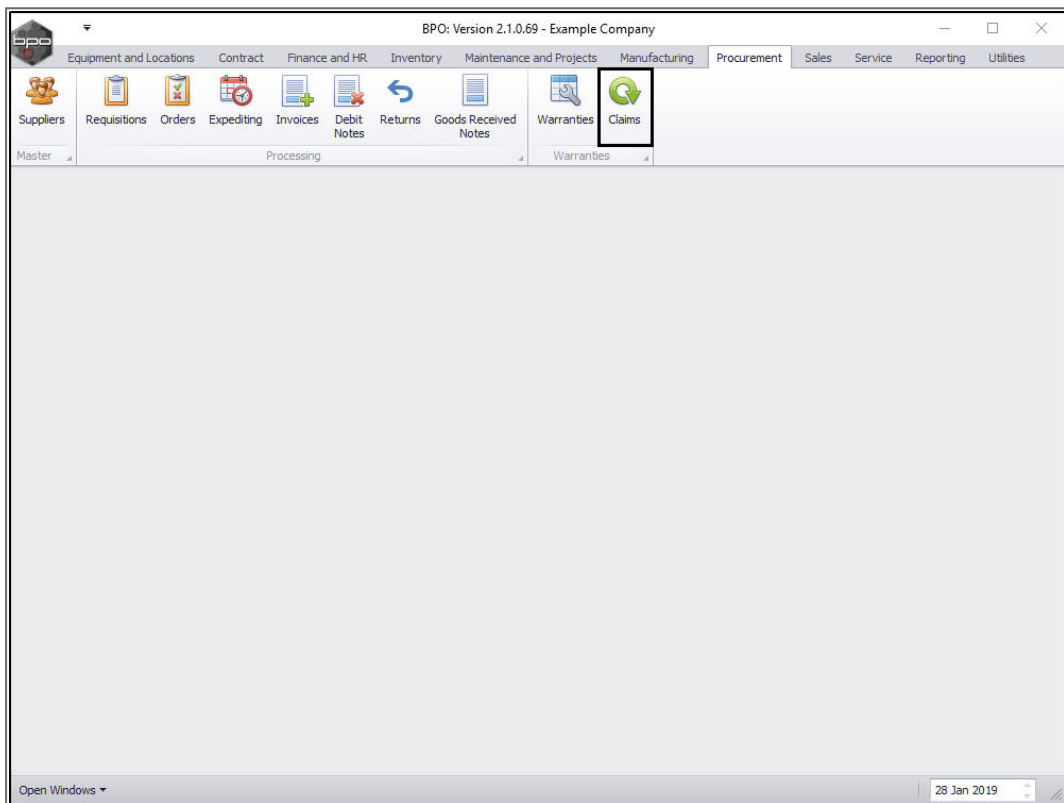 BPO: Version 2.1.0.69 - Example Company
bpo
Equipment and Locations Contract Finance and HR Inventory Maintenance and Projects Manufacturing Procurement Sales Service Reporting Utilities
Suppliers Requisitions Orders Expediting Invoices Debit Notes Returns Goods Received Notes Warranties Claims
Master Processing Warranties
Open Windows 28 Jan 2019